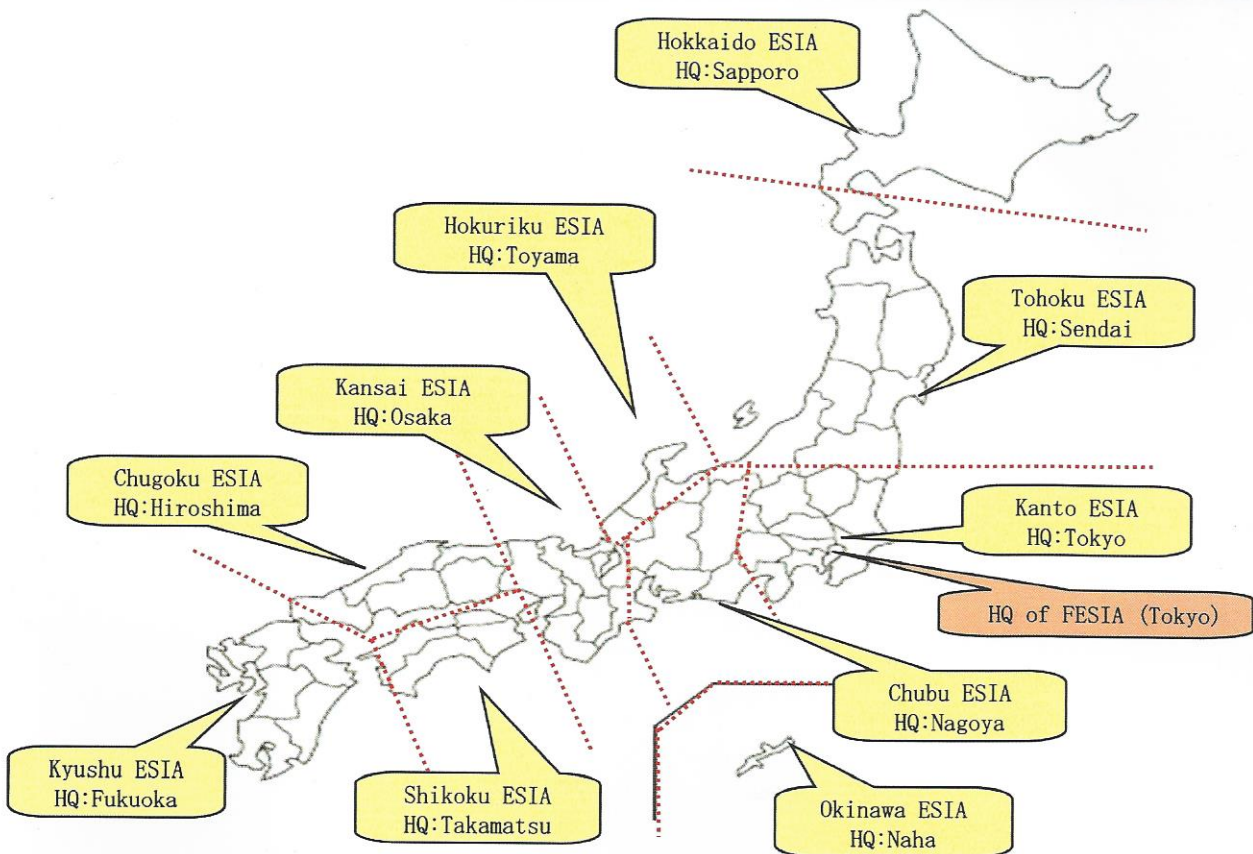 Hokkaido ESIA
HQ:Sapporo
Hokuriku ESIA
HQ:Toyama
Tohoku ESIA
HQ:Sendai
Kansai ESIA
HQ:Osaka
Chugoku ESIA
HQ:Hiroshima
Kanto ESIA
HQ:Tokyo
HQ of FESIA (Tokyo)
Chubu ESIA
HQ:Nagoya
Kyushu ESIA
HQ:Fukuoka
Shikoku ESIA
HQ:Takamatsu
Okinawa ESIA
HQ:Naha